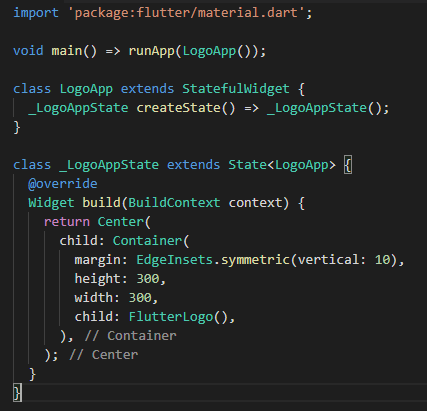 import 'package:flutter/material.dart';

void main() => runApp(LogoApp());

class LogoApp extends StatefulWidget {
  _LogoAppState createState() => _LogoAppState();
}

class _LogoAppState extends State<LogoApp> {
  @override
  Widget build(BuildContext context) {
    return Center(
      child: Container(
        margin: EdgeInsets.symmetric(vertical: 10),
        height: 300,
        width: 300,
        child: FlutterLogo(),
      ), // Container
    ); // Center
  }
}